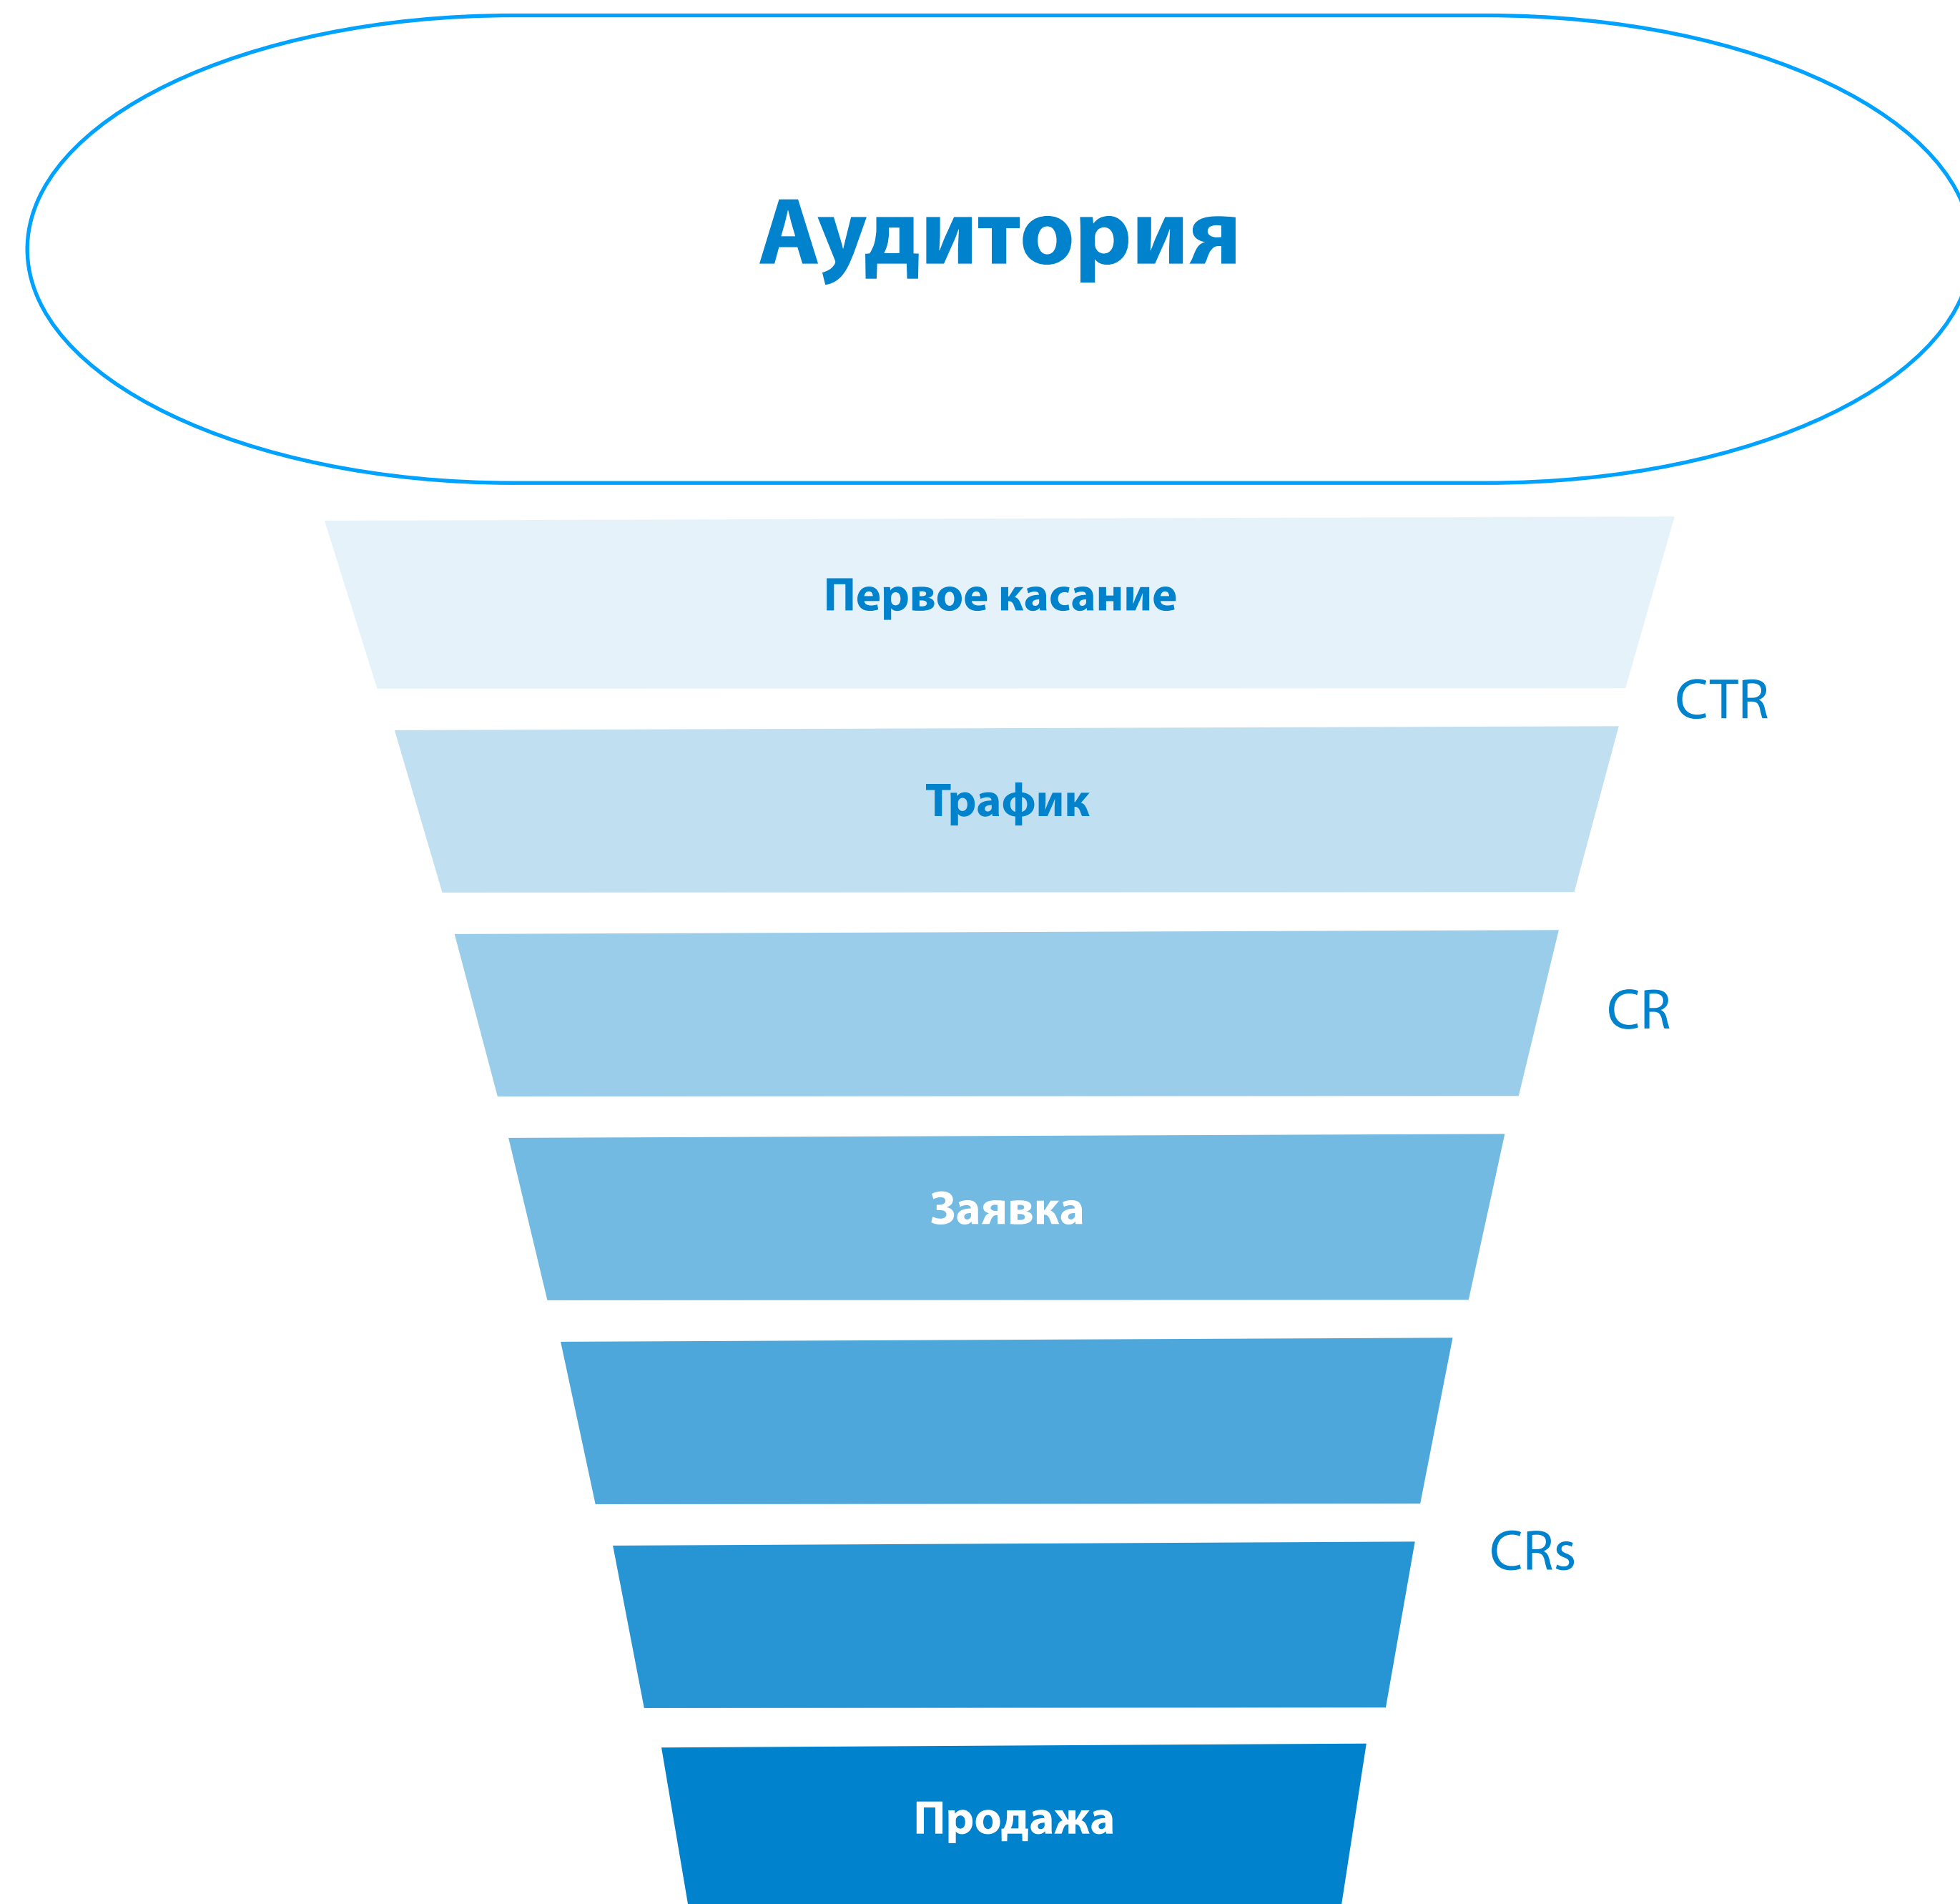 Аудитория
Первое касание
CTR
Трафик
CR
Заявка
CRs
Продажа